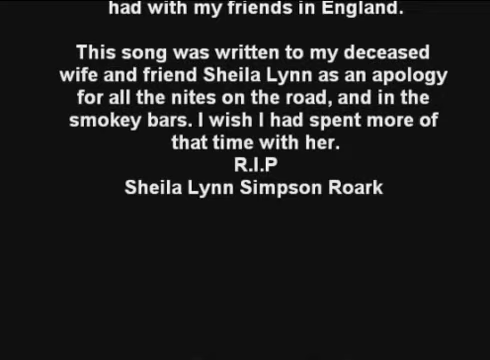 had with my friends in England.
This song was written to my deceased
wife and friend Sheila Lynn as an apology
for all the nites on the road, and in the
smokey bars. I wish I had spent more of
that time with her.
R.I.P
Sheila Lynn Simpson Roark